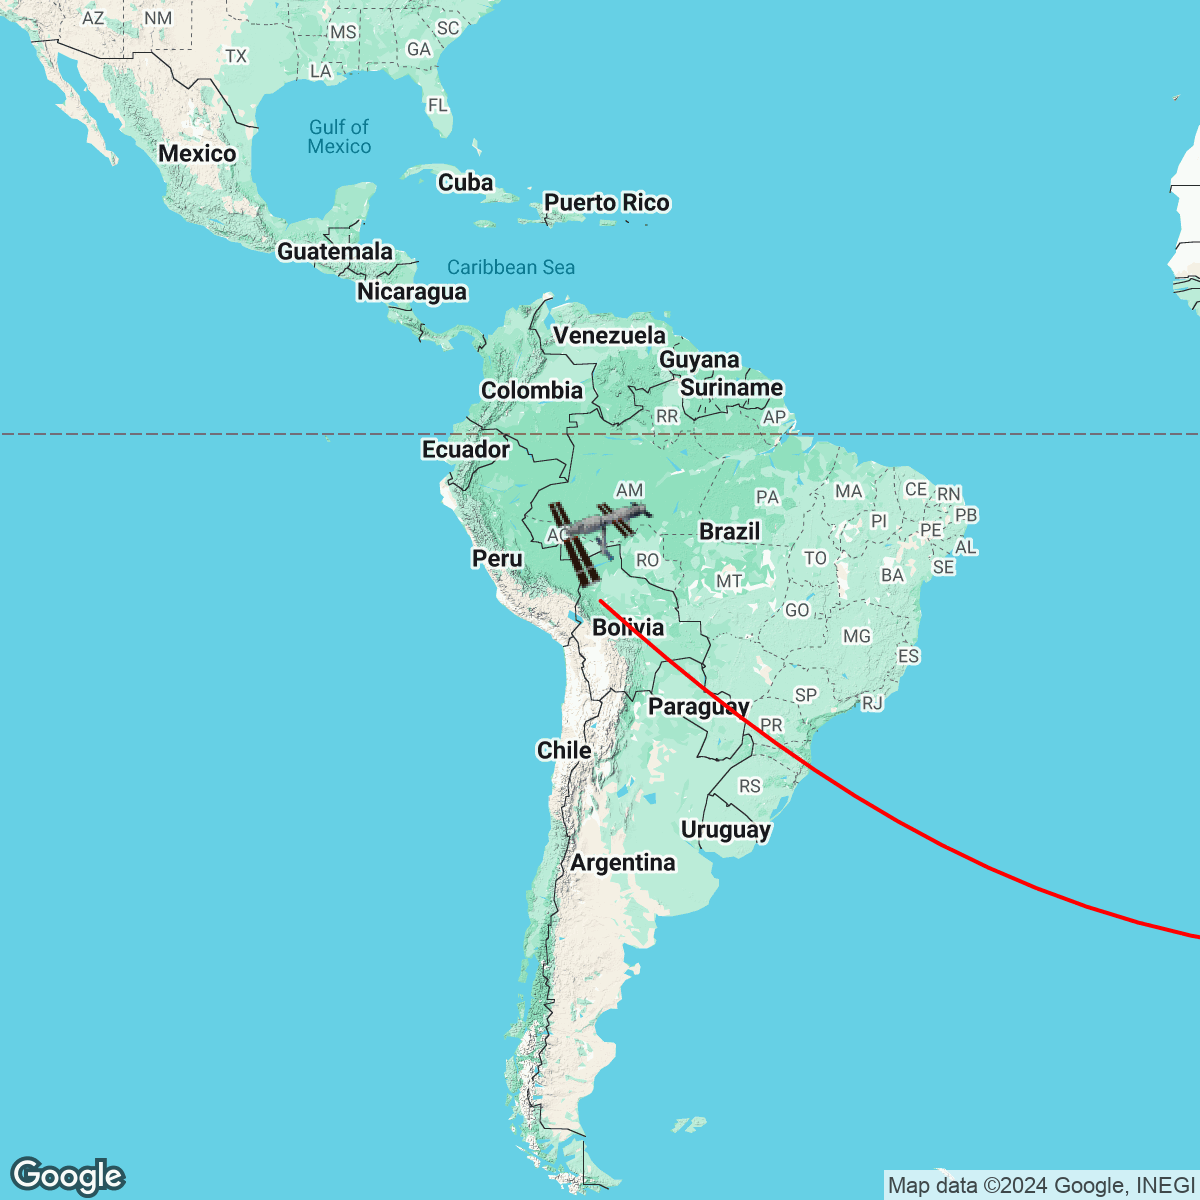 AZ
NM
MS
SC
GA
TX
LA
FL
Gulf of
Mexico
Mexico
Cuba
Puerto Rico
Guatemala
Caribbean Sea
Nicaragua
Venezuela
Guyana
Suriname
Colombia
RR
AP
Ecuador
AM
PA
MA
CE
RN
PI
PE
PB
Brazil
AC
AL
Peru
RO
TO
SE
MT
BA
GO
Bolivia
MG
ES
SP
RJ
Paraguay
PR
Chile
RS
Uruguay
Argentina
Google
Map data ©2024 Google, INEGI